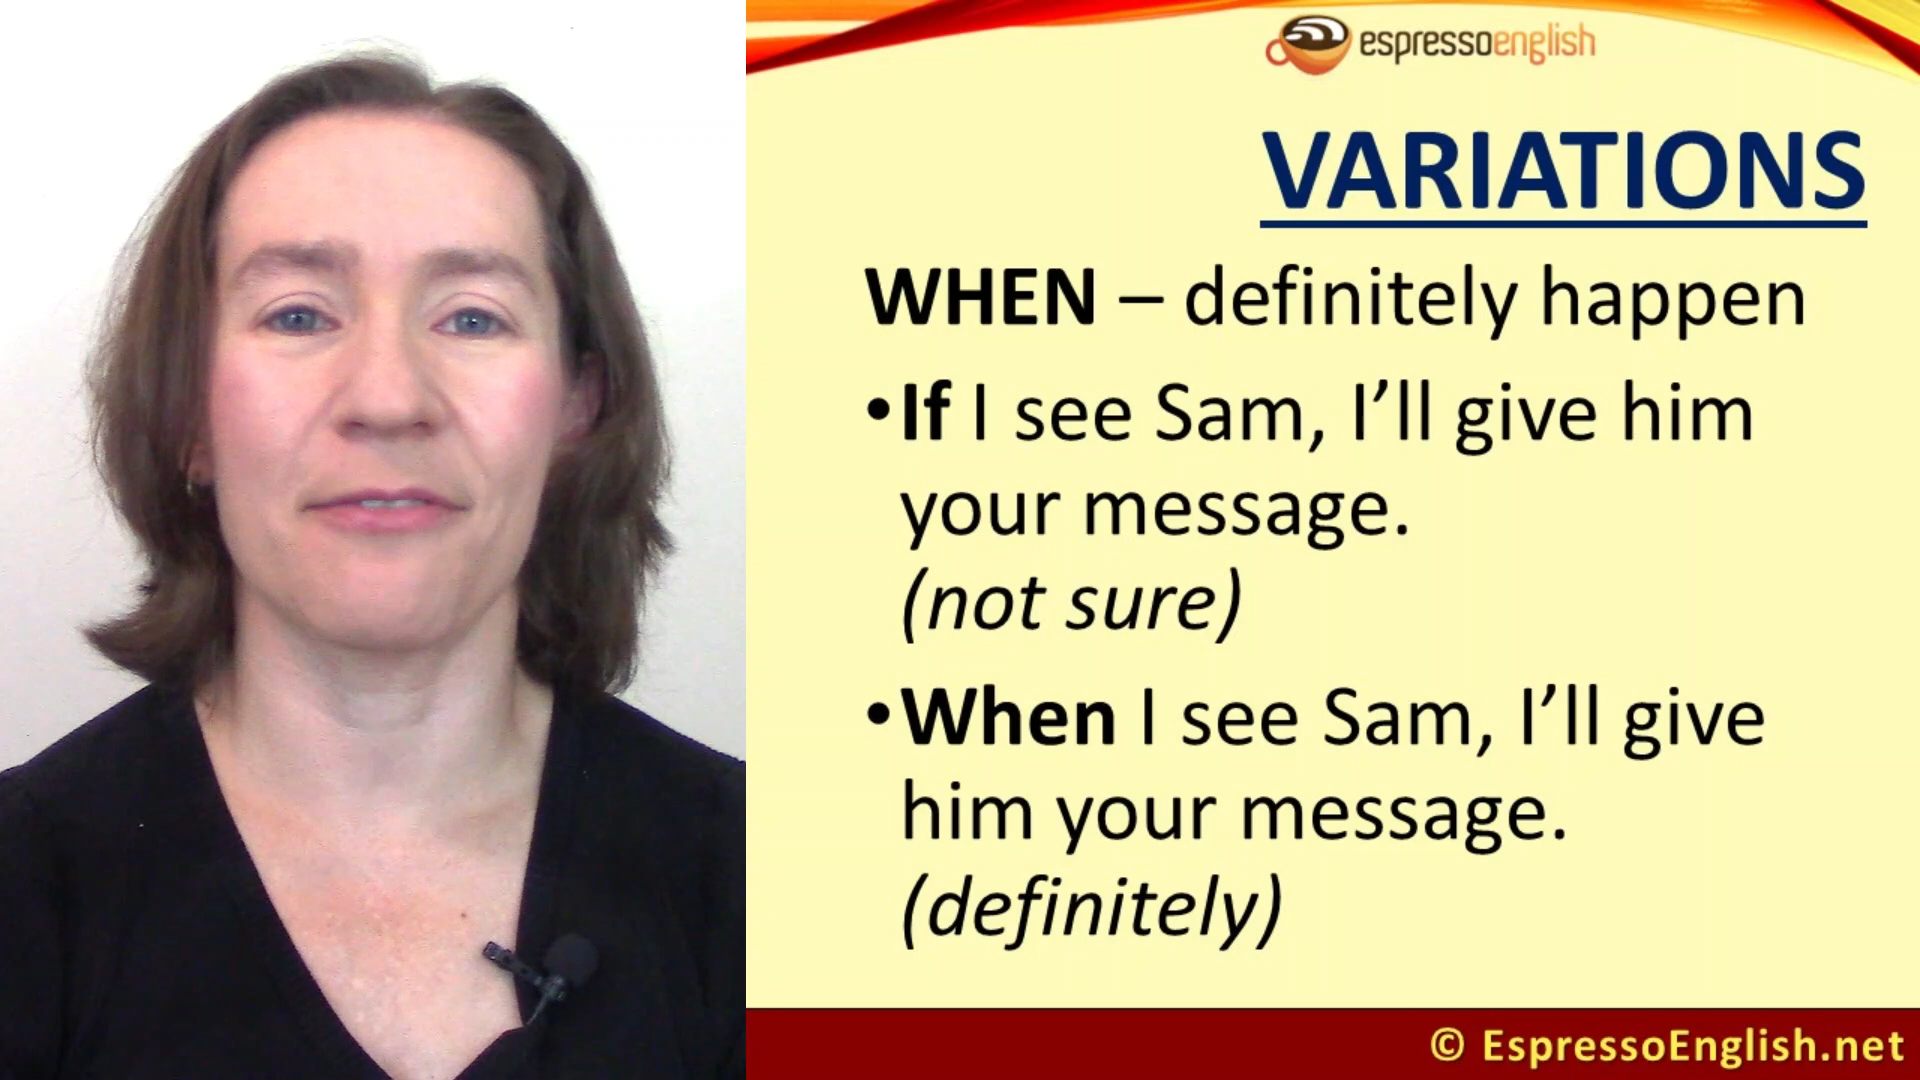 espressoenglish
VARIATIONS
WHEN – definitely happen
•If I see Sam, I’ll give him
your message.
(not sure)
•When I see Sam, I’ll give
him your message.
(definitely)
© EspressoEnglish.net